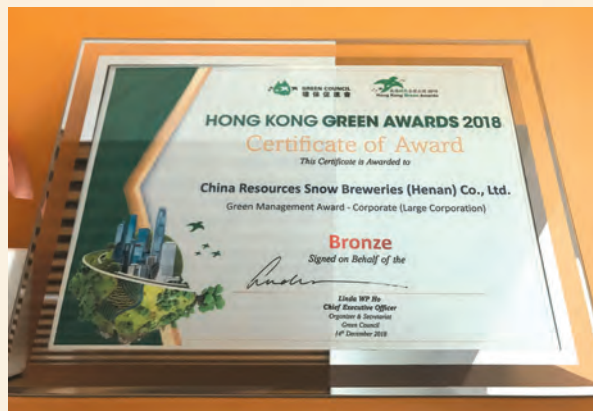 GREEN COUNCIL
環保促進會
Hong Kong Green Awards
HONG KONG GREEN AWARDS 2018
Certificate of Award
This Certificate is Awarded to
China Resources Snow Breweries (Henan) Co., Ltd.
Green Management Award - Corporate (Large Corporation)
Bronze
Signed on Behalf of the
Linda WP Ho
Chief Executive Officer
Organizer & Secretariat
Green Council
14th December 2018